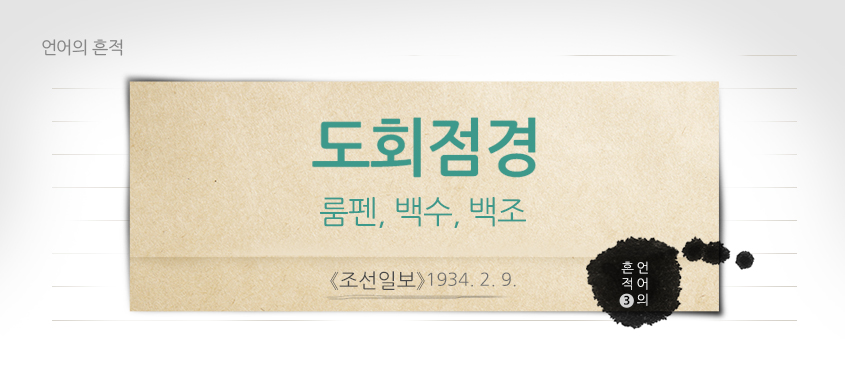 언어의 흔적
도회점경
룸펜, 백수, 백조
《조선일보》1934. 2. 9.
언어의
흔적 3